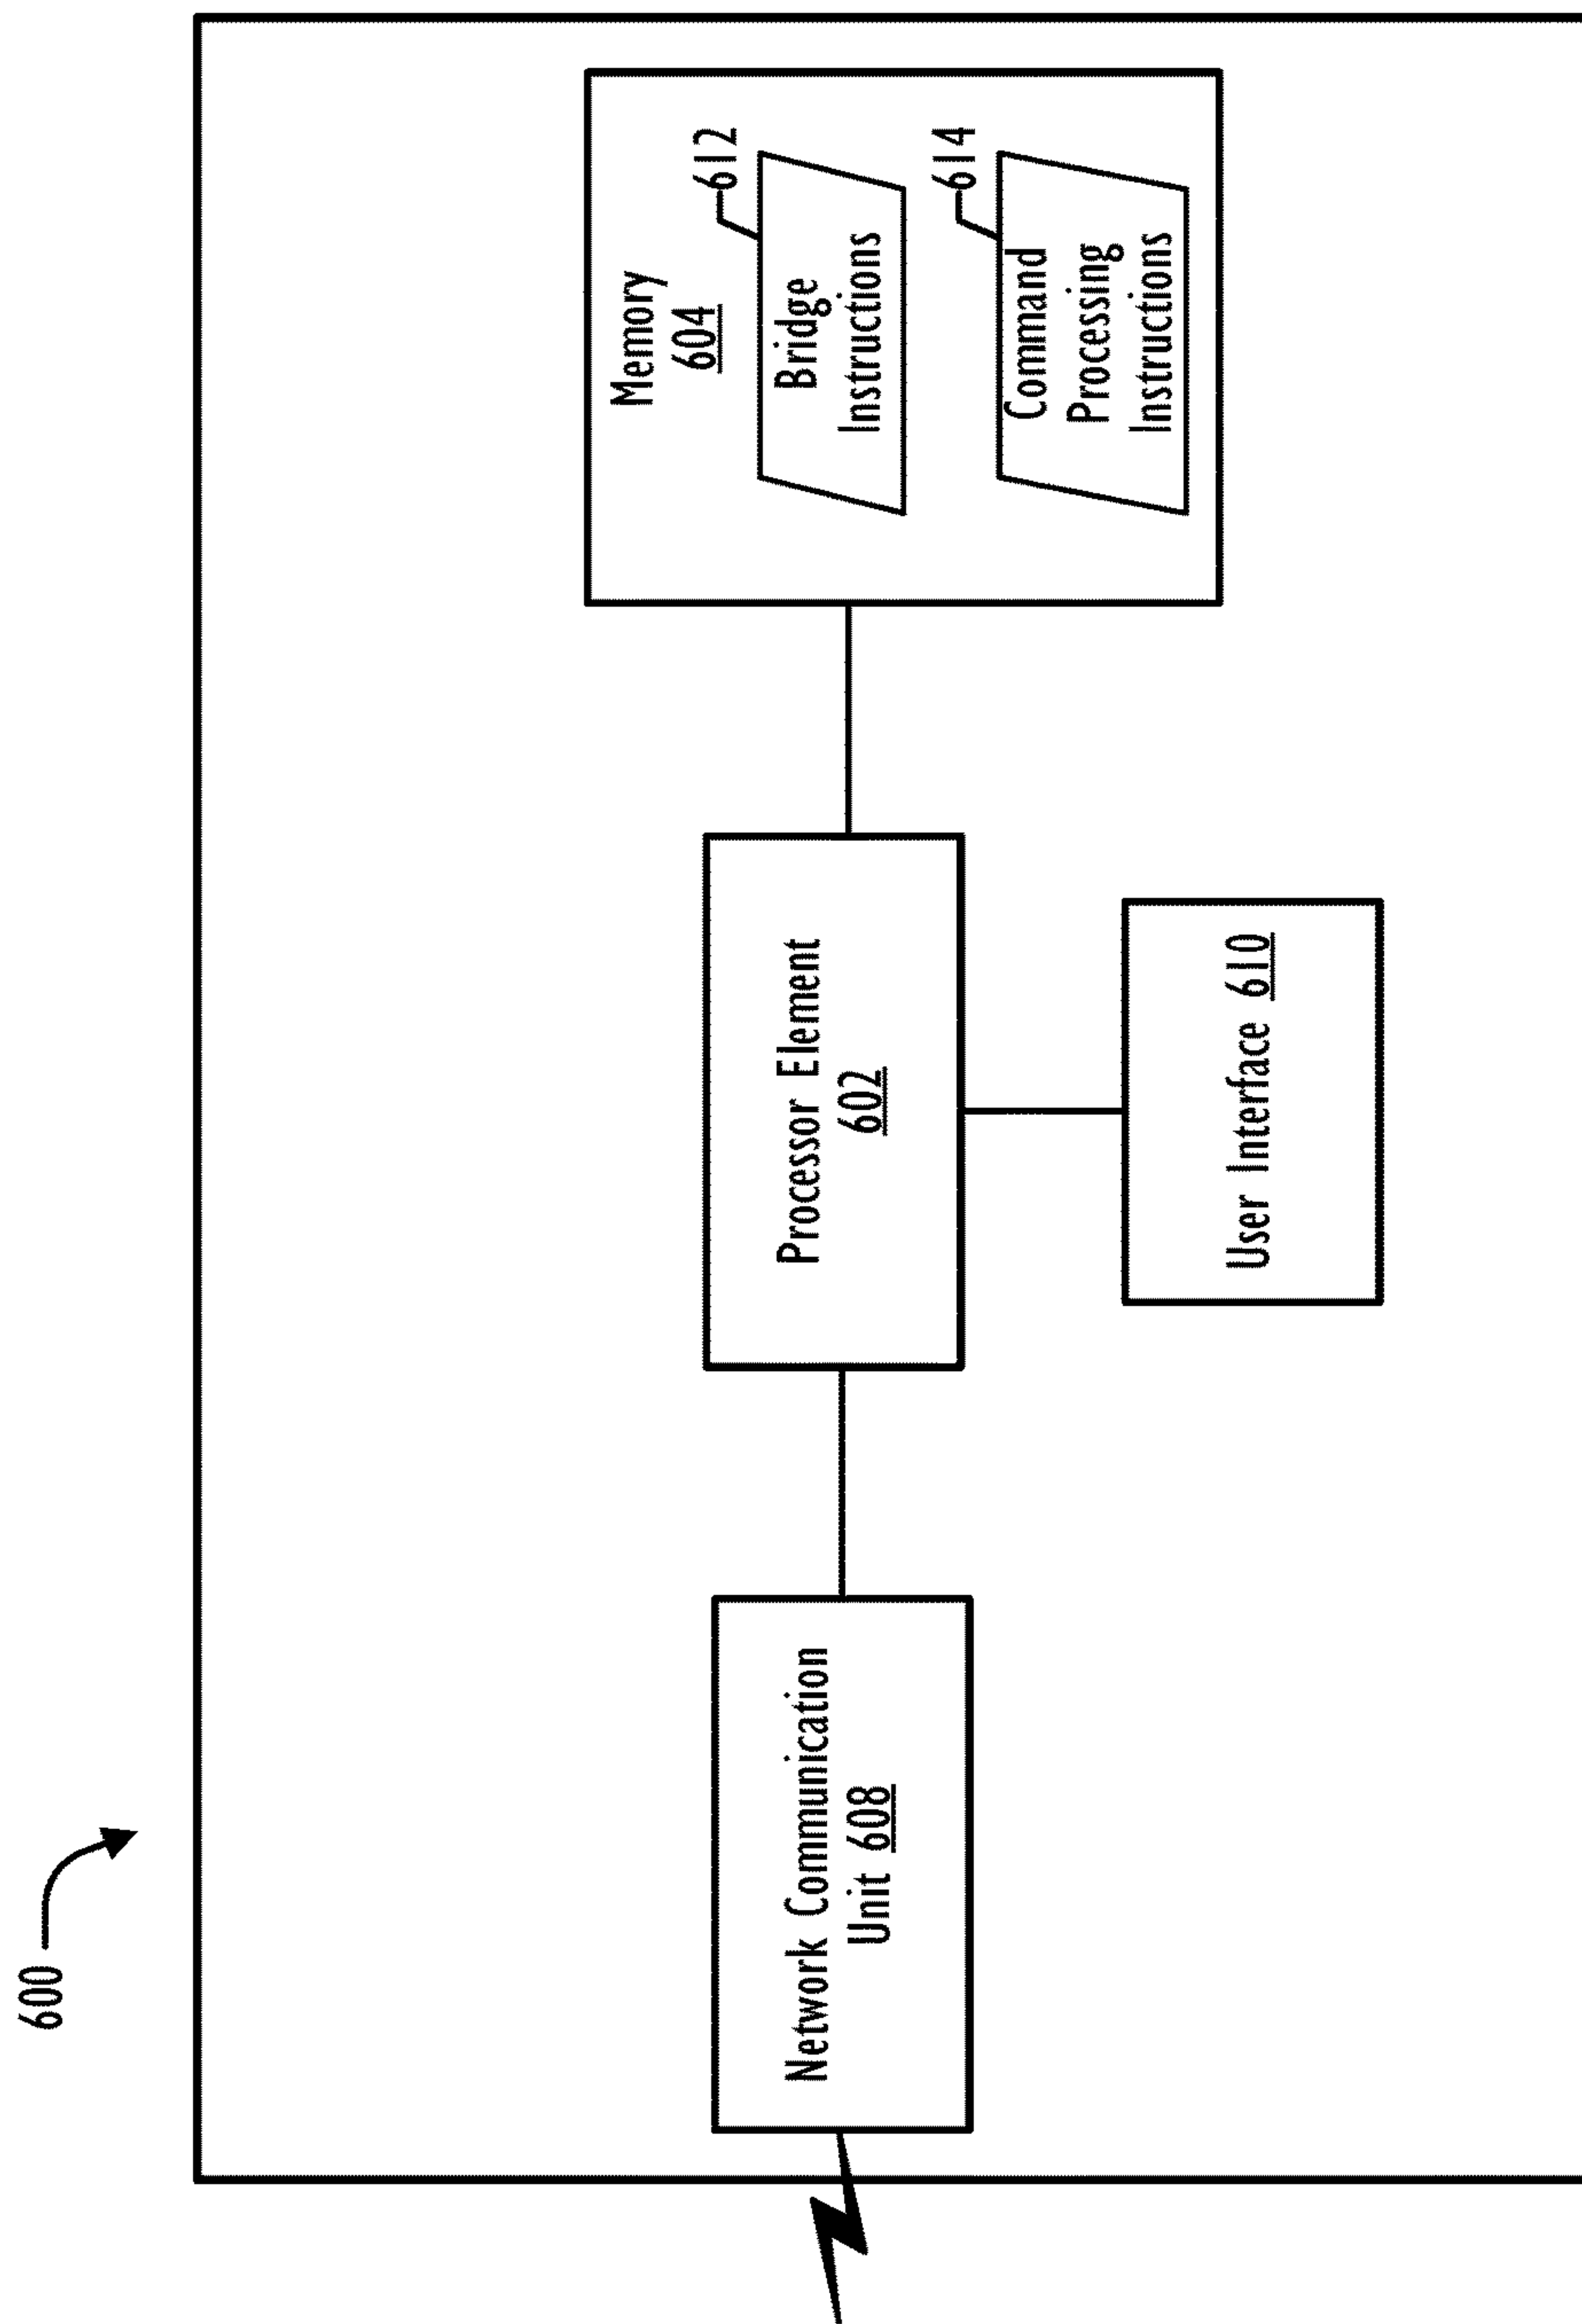 600
Network Communication
Unit 608
Processor Element
602
User Interface 610
Memory
604
612
Bridge
Instructions
614
Command
Processing
Instructions